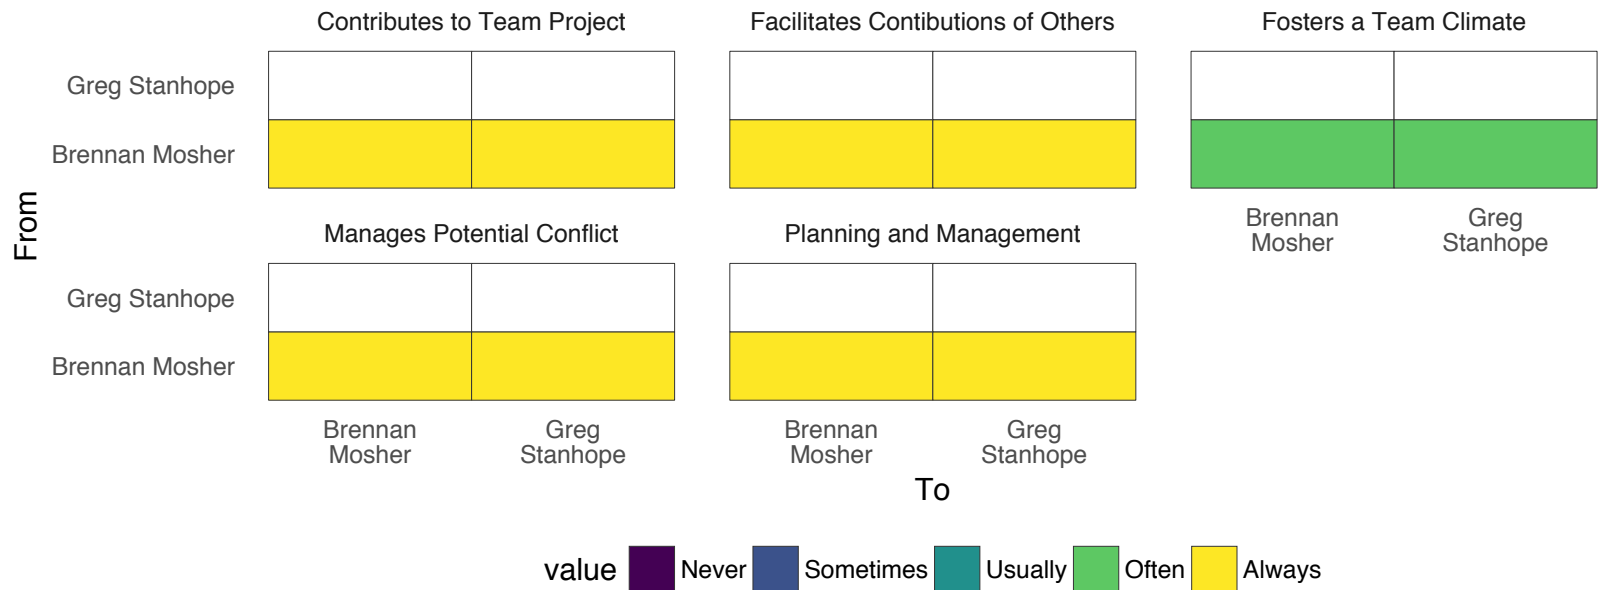 Contributes to Team Project
Facilitates Contibutions of Others
Fosters a Team Climate
Greg Stanhope
Brennan Mosher
Brennan
Mosher
Greg
Stanhope
From
Manages Potential Conflict
Planning and Management
Greg Stanhope
Brennan Mosher
Brennan
Mosher
Greg
Stanhope
Brennan
Mosher
Greg
Stanhope
To
value Never Sometimes Usually Often Always